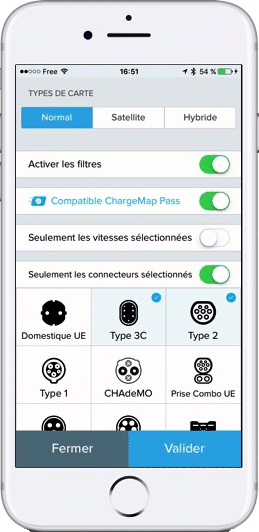 Free 16:51 54 %
TYPES DE CARTE
Normal Satellite Hybride
Activer les filtres
Compatible ChargeMap Pass
Seulement les vitesses sélectionnées
Seulement les connecteurs sélectionnés
Domestique UE Type 3C Type 2
Type 1 CHAdeMO Prise Combo UE
Fermer Valider